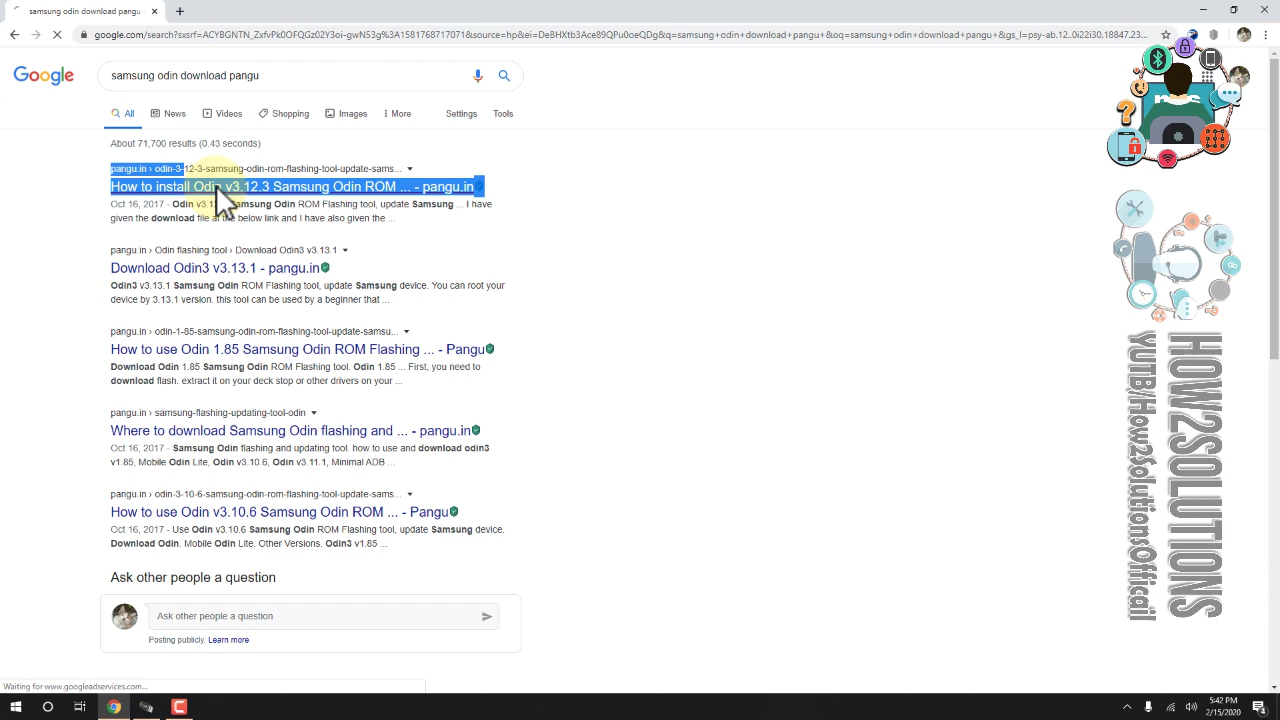 samsung odin download pangu -
google.com/search?sxsrf=ACYBGNTN_ZxfvPk0OFQGz02Y3oi-gwN53g%3A1581768717071&source=hp&ei=DeBHXtb3Ace89QPu0oeQDg&q=samsung+odin+download+pangu+&oq=samsung+odin+download+pangu+&gs_l=psy-ab.12..0i22i30.18847.23...
Google
samsung odin download pangu
All
News
Videos
Shopping
Images
More
Settings
Tools
About 71,700 results (0.43 seconds)
pangu.in › odin-3-12-3-samsung-odin-rom-flashing-tool-update-sams...
How to install Odin v3.12.3 Samsung Odin ROM ... - pangu.in
Oct 16, 2017 - Odin Samsung Odin ROM Flashing tool, update Samsung ... I have
given the download file at the below link and I have also given the ...
pangu.in › Odin flashing tool › Download Odin3 v3.13.1
Download Odin3 v3.13.1 - pangu.in
Odin3 v3.13.1 Samsung Odin ROM Flashing tool, update Samsung device. You can root your
device by 3.13.1 version. this tool can be used by a beginner that ...
pangu.in › odin-1-85-samsung-odin-rom-flashing-tool-update-samsu...
How to use Odin 1.85 Samsung Odin ROM Flashing ... - Pangu
Download Odin 1.85 Samsung Odin ROM Flashing tool. Odin 1.85 ... First, you need to
download flash. extract it on your deck stop or other drivers on your ...
pangu.in › samsung-flashing-updating-tool-odin
Where to download Samsung Odin flashing and ... - pangu.in
Oct 16, 2017 - Samsung Odin flashing and updating tool. how to use and download odin3
v1.85, Mobile Odin Lite, Odin v3.10.6, Odin v3.11.1, Minimal ADB ...
pangu.in › odin-3-10-6-samsung-odin-rom-flashing-tool-update-sams...
How to use Odin v3.10.6 Samsung Odin ROM ... - Pangu
Oct 16, 2017 - Use Odin v3.10.6 Samsung Odin ROM Flashing tool, update Samsung device.
Download Odin. Mobile Odin Lite. Other Versions. Odin3 v1.85 ...
Ask other people a question
Ask other people a question
Posting publicly. Learn more
HOW2SOLUTIONS
YUTB/How2SolutionsOfficail
Waiting for www.googleadservices.com...
5:42 PM
2/15/2020
4